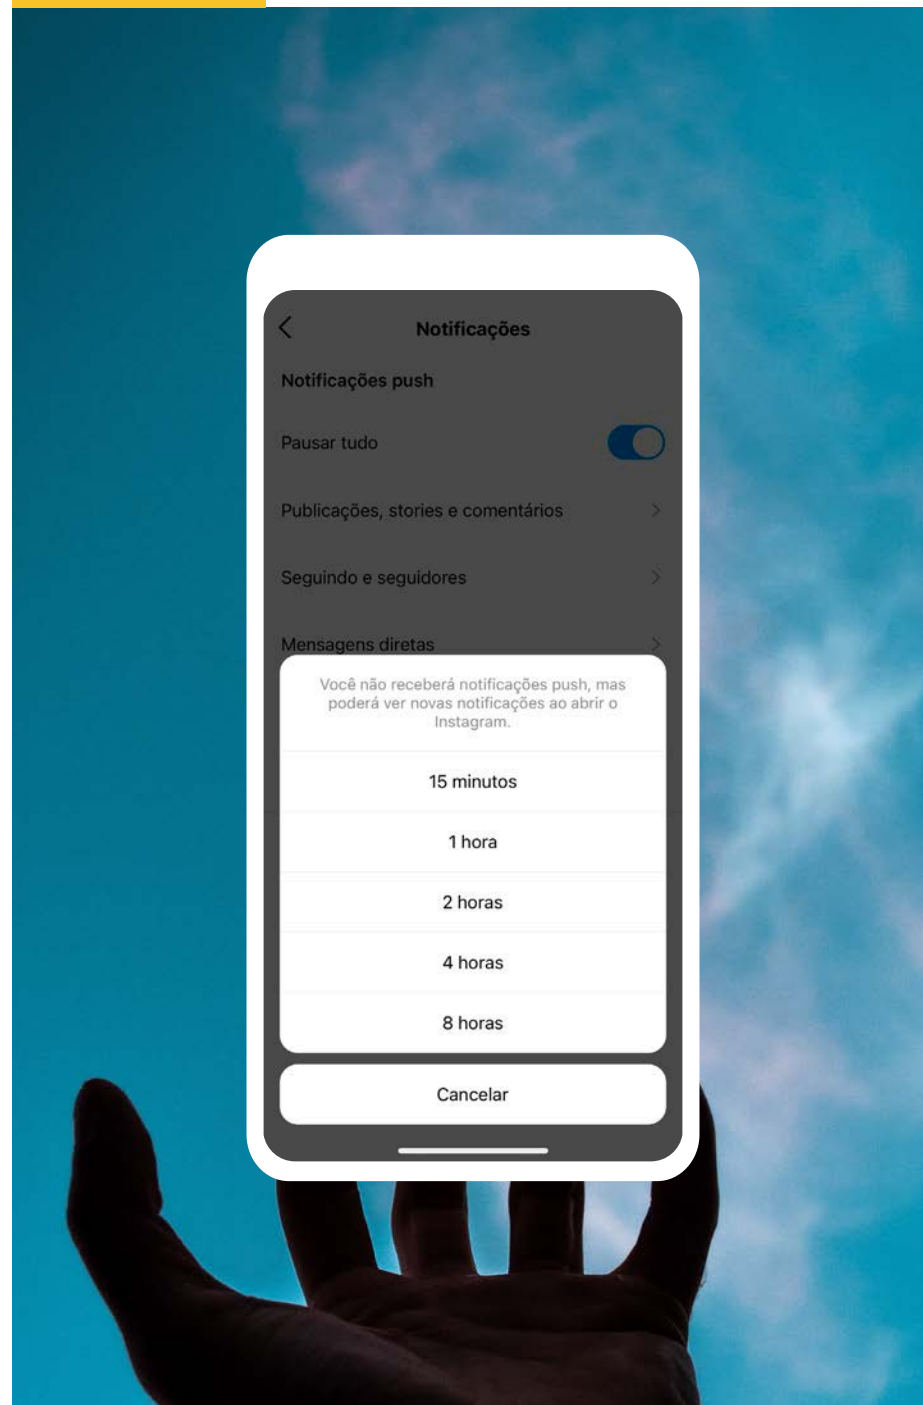 Notificações
Notificações push
Pausar tudo
Publicações, stories e comentários
Seguindo e seguidores
Mensagens diretas
Você não receberá notificações push, mas
poderá ver novas notificações ao abrir o
Instagram.
15 minutos
1 hora
2 horas
4 horas
8 horas
Cancelar